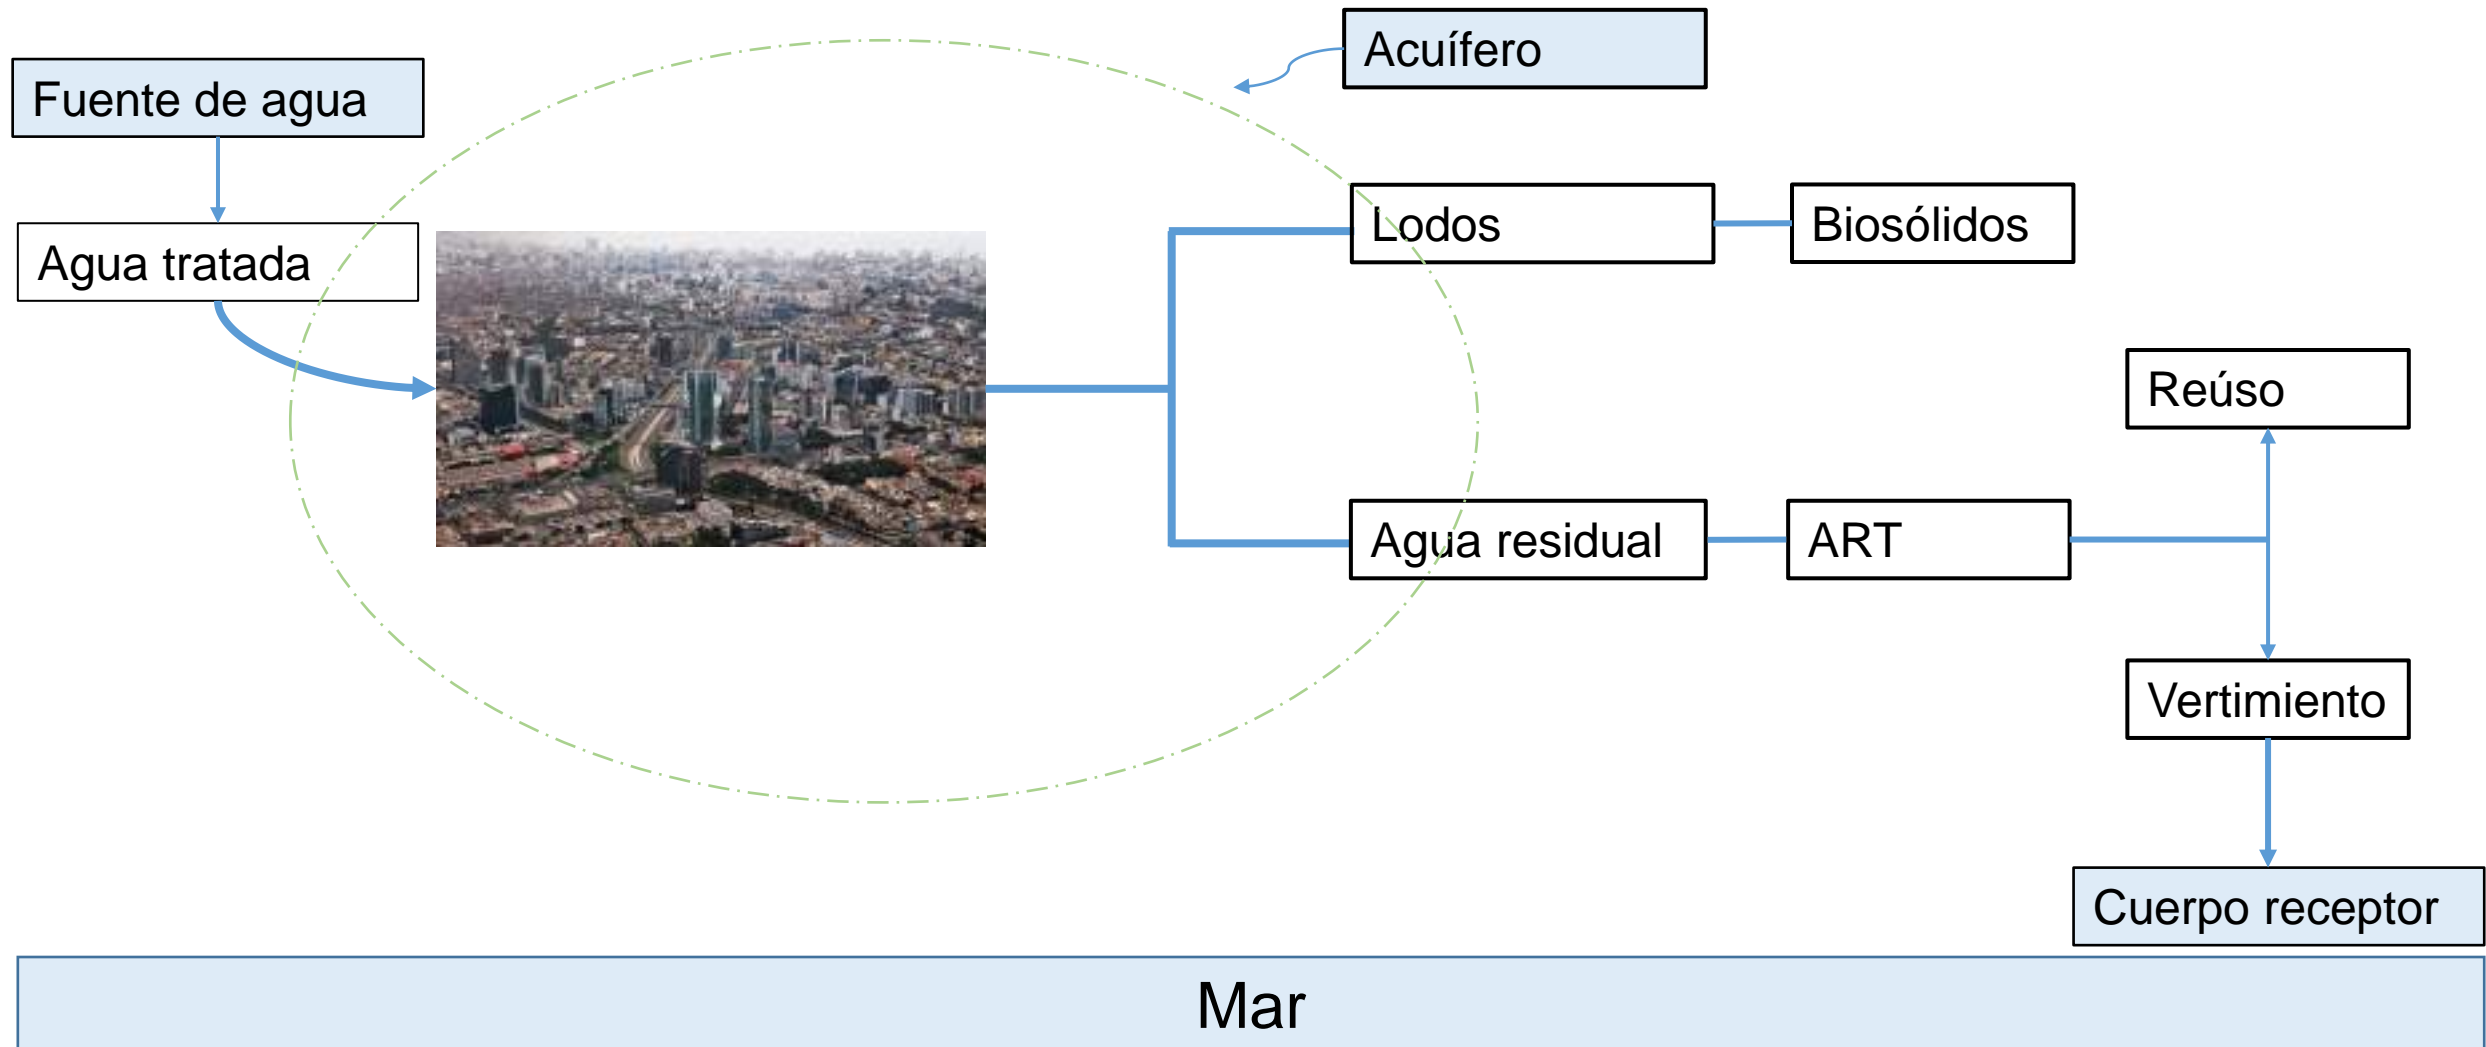 Acuífero
Fuente de agua
Lodos
Biosólidos
Agua tratada
Reúso
Agua residual
ART
Vertimiento
Cuerpo receptor
Mar